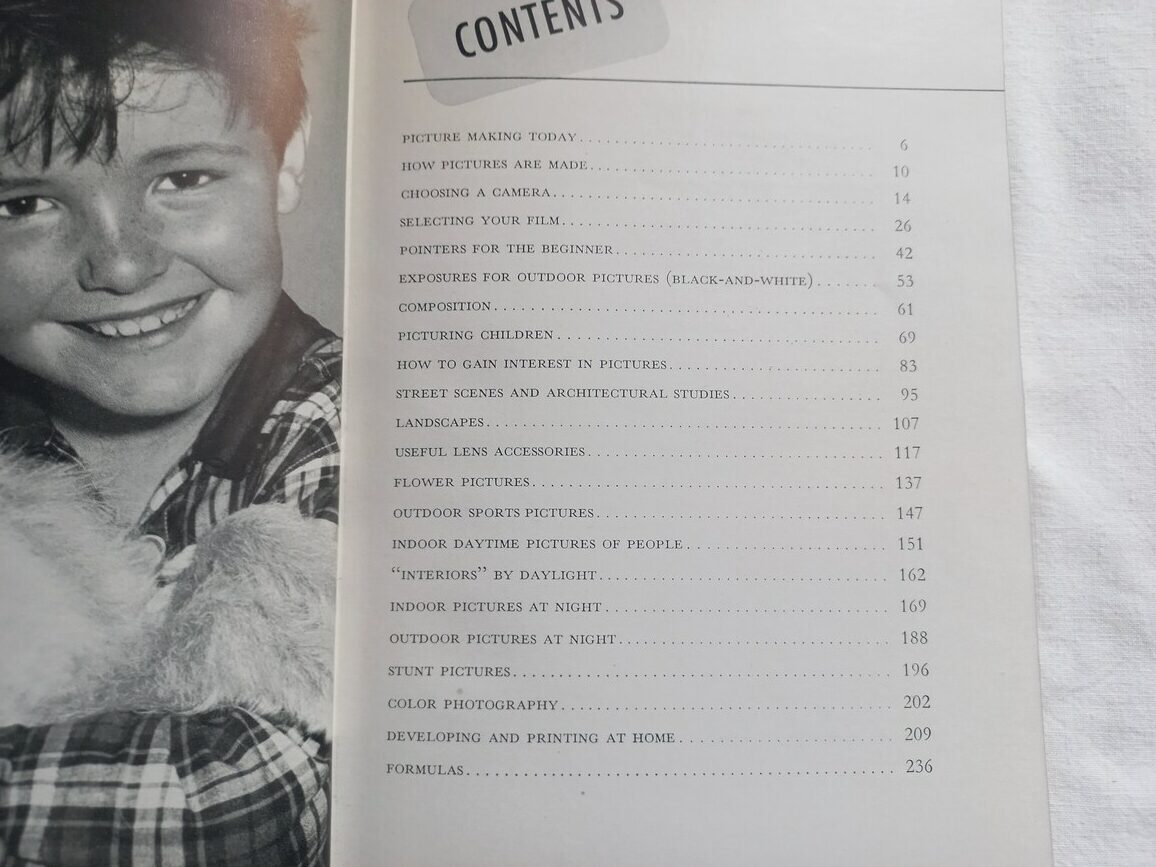 CONTENTS
PICTURE MAKING TODAY 6
HOW PICTURES ARE MADE 10
CHOOSING A CAMERA 14
SELECTING YOUR FILM 26
POINTERS FOR THE BEGINNER 42
EXPOSURES FOR OUTDOOR PICTURES (BLACK-AND-WHITE) 53
COMPOSITION 61
PICTURING CHILDREN 69
HOW TO GAIN INTEREST IN PICTURES 83
STREET SCENES AND ARCHITECTURAL STUDIES 95
LANDSCAPES 107
USEFUL LENS ACCESSORIES 117
FLOWER PICTURES 137
OUTDOOR SPORTS PICTURES 147
INDOOR DAYTIME PICTURES OF PEOPLE 151
“INTERIORS” BY DAYLIGHT 162
INDOOR PICTURES AT NIGHT 169
OUTDOOR PICTURES AT NIGHT 188
STUNT PICTURES 196
COLOR PHOTOGRAPHY 202
DEVELOPING AND PRINTING AT HOME 209
FORMULAS 236